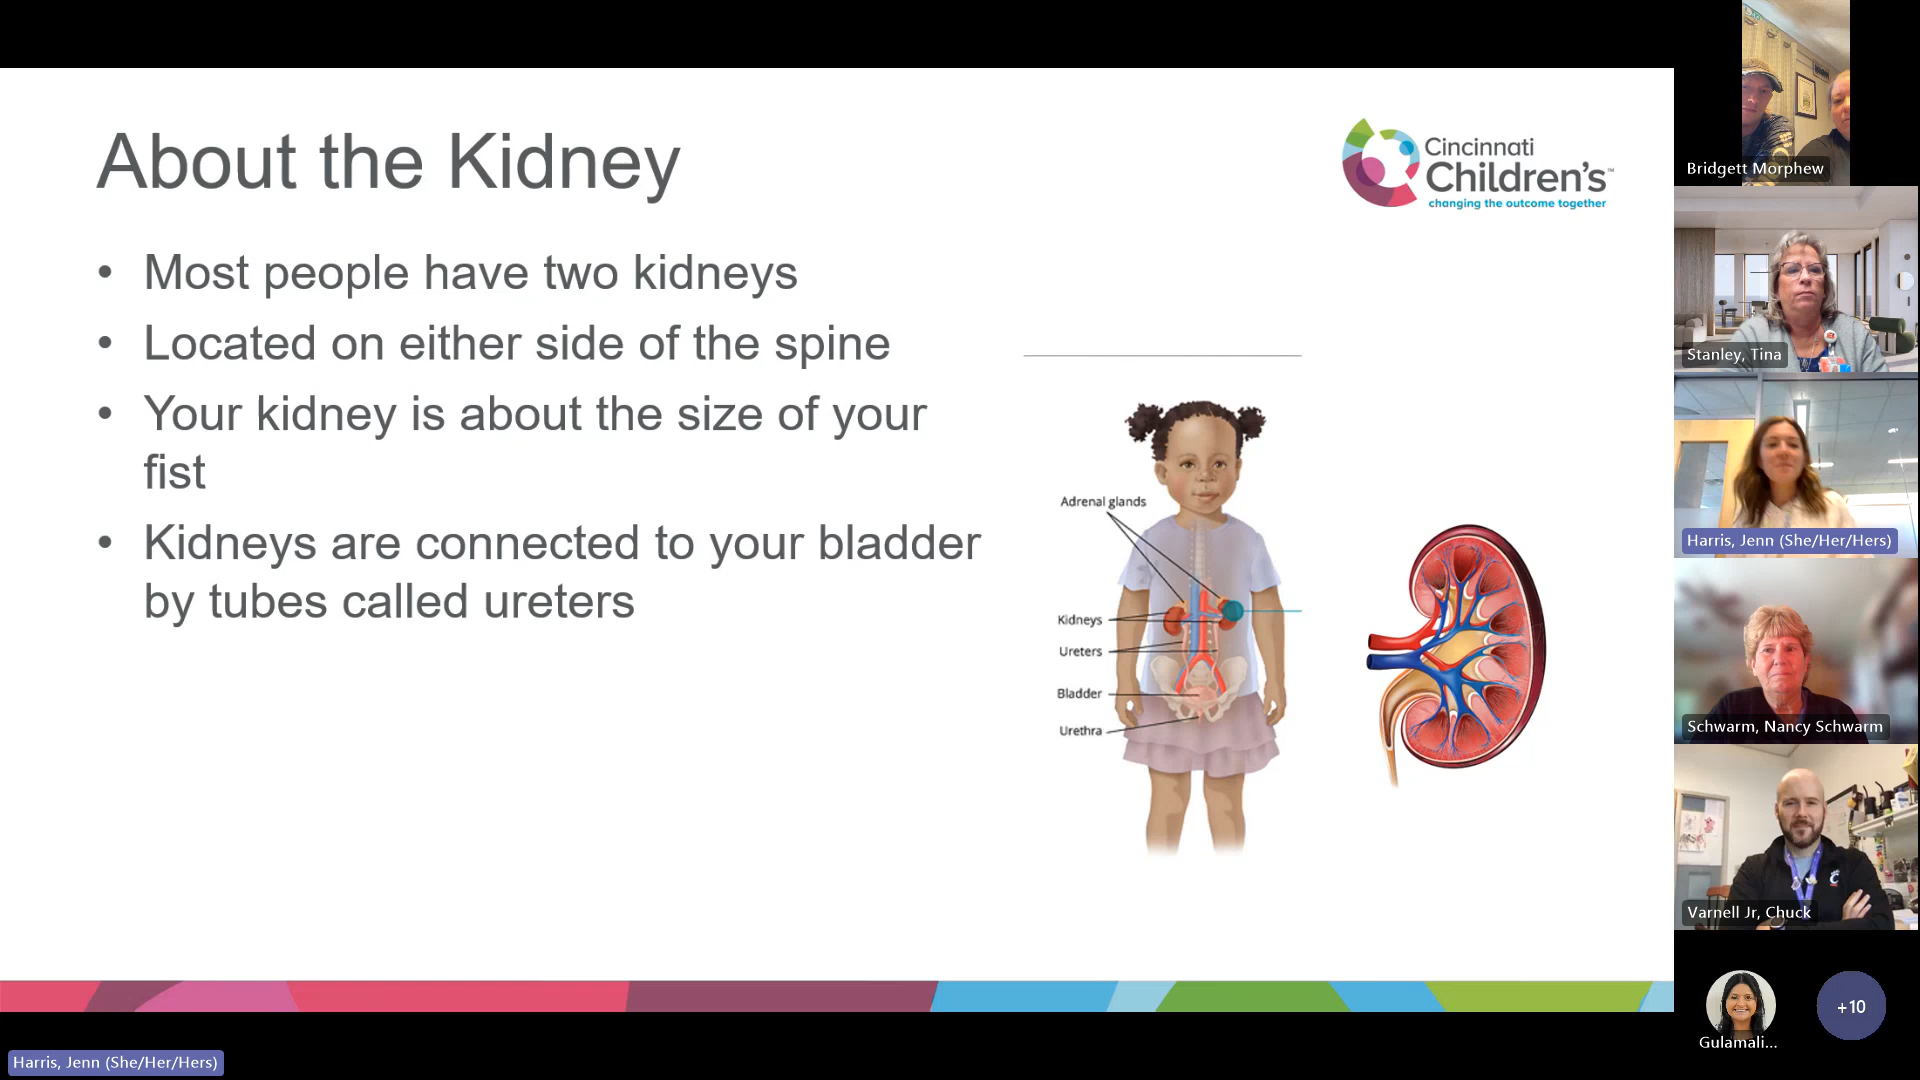 About the Kidney
Cincinnati
Children's™
changing the outcome together
• Most people have two kidneys
• Located on either side of the spine
• Your kidney is about the size of your
fist
• Kidneys are connected to your bladder
by tubes called ureters
Adrenal glands
Kidneys
Ureters
Bladder
Urethra
Bridgett Morphew
Stanley, Tina
Harris, Jenn (She/Her/Hers)
Schwarm, Nancy Schwarm
Varnell Jr, Chuck
Gulamali...
+10
Harris, Jenn (She/Her/Hers)